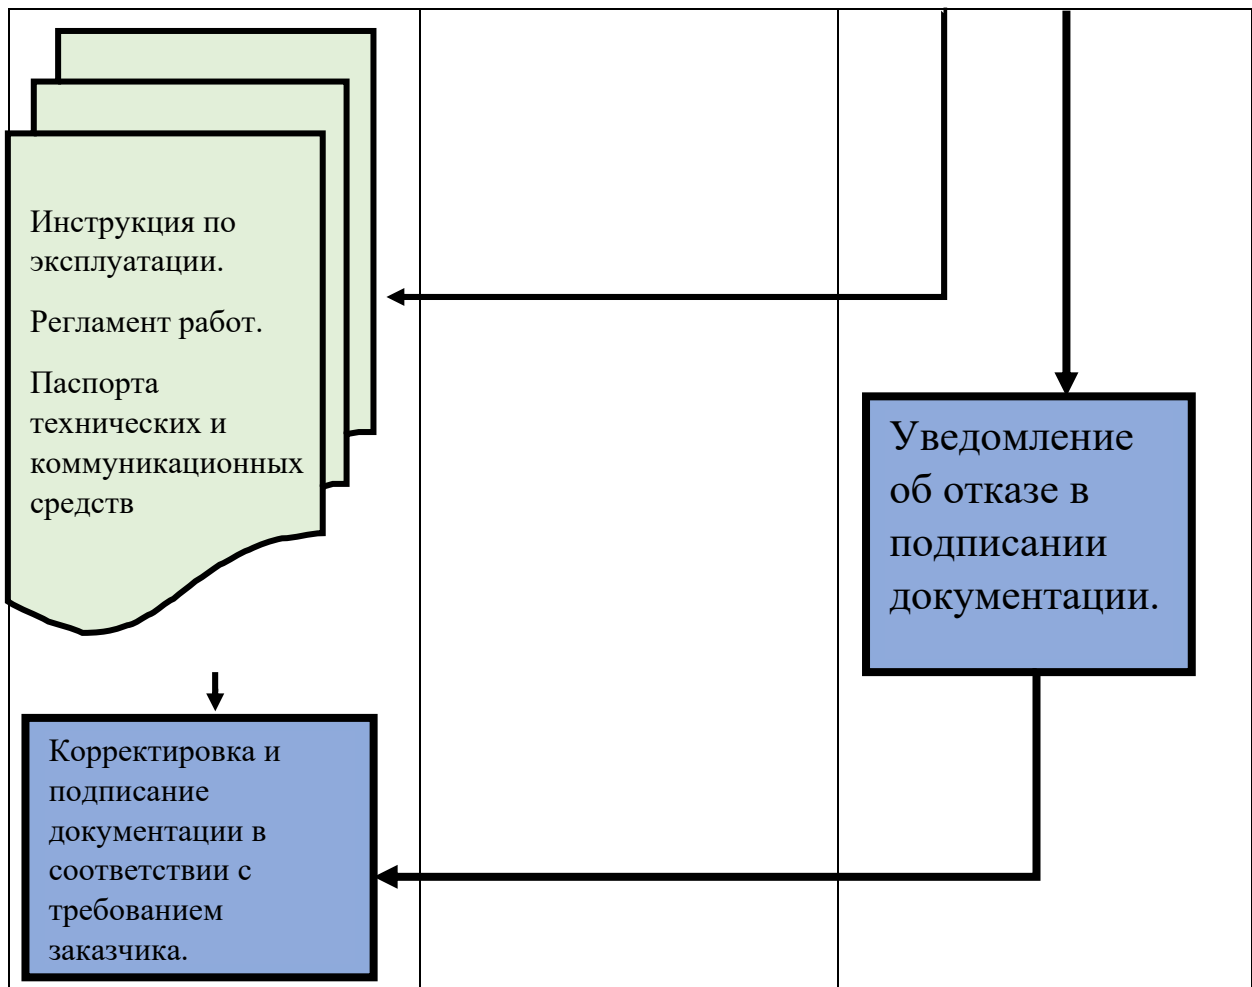 Инструкция по
эксплуатации.
Регламент работ.
Паспорта
технических и
коммуникационных
средств
Уведомление
об отказе в
подписании
документации.
Корректировка и
подписание
документации в
соответствии с
требованием
заказчика.